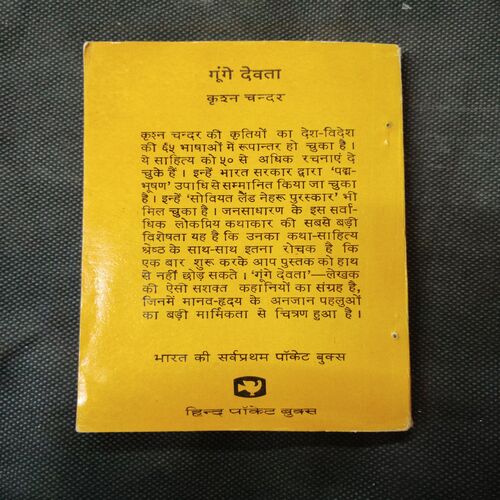 गूंगे देवता
कृश्न चन्दर
कृश्न चन्दर की कृतियों का देश-विदेश
की ६५ भाषाओं में रूपान्तर हो चुका है।
ये साहित्य को ५० से अधिक रचनाएं दे
चुके हैं। इन्हें भारत सरकार द्वारा 'पद्म-
भूषण' उपाधि से सम्मानित किया जा चुका
है। इन्हें 'सोवियत लैंड नेहरू पुरस्कार' भी
मिल चुका है। जनसाधारण के इस सर्वा-
धिक लोकप्रिय कथाकार की सबसे बड़ी
विशेषता यह है कि उनका कथा-साहित्य
श्रेष्ठ के साथ-साथ इतना रोचक है कि
एक बार शुरू करके आप पुस्तक को हाथ
से नहीं छोड़ सकते। 'गूंगे देवता'—लेखक
की ऐसी सशक्त कहानियों का संग्रह है,
जिनमें मानव-हृदय के अनजान पहलुओं
का बड़ी मार्मिकता से चित्रण हुआ है।
भारत की सर्वप्रथम पॉकेट बुक्स
हिन्द पॉकेट बुक्स